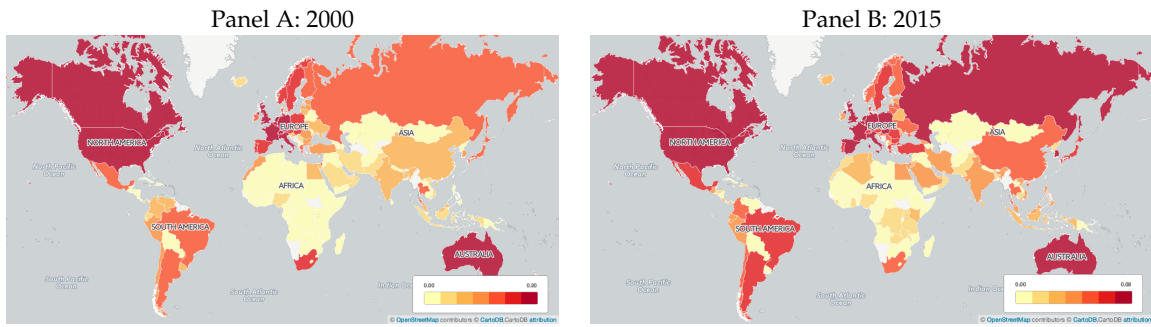 Panel A: 2000
NORTH AMERICA
EUROPE
ASIA
North Atlantic
Ocean
North Pacific
Ocean
AFRICA
SOUTH AMERICA
AUSTRALIA
South Pacific
Ocean
South Atlantic
Ocean
Indian Ocean
0.00
0.20
© OpenStreetMap contributors © CartoDB,CartoDB attribution
Panel B: 2015
NORTH AMERICA
EUROPE
ASIA
North Atlantic
Ocean
North Pacific
Ocean
AFRICA
SOUTH AMERICA
AUSTRALIA
South Pacific
Ocean
South Atlantic
Ocean
0.00
0.08
© OpenStreetMap contributors © CartoDB,CartoDB attribution